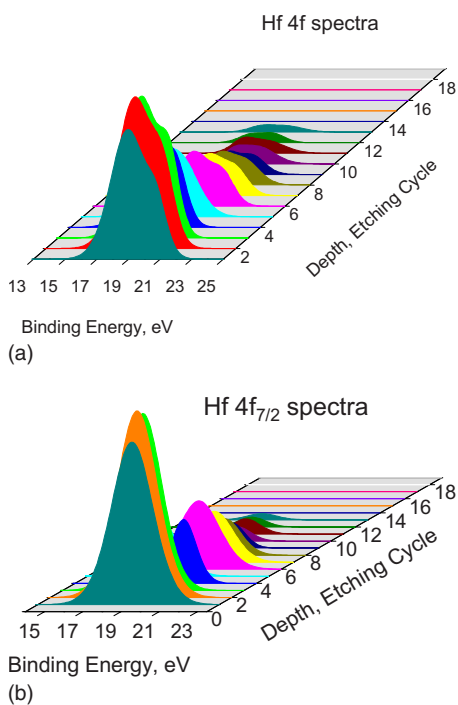 Hf 4f spectra
18
16
14
12
10
8
6
4
2
Depth, Etching Cycle
13 15 17 19 21 23 25
Binding Energy, eV
(a)
Hf 4f7/2 spectra
18
16
14
12
10
8
6
4
2
0
Depth, Etching Cycle
15 17 19 21 23
Binding Energy, eV
(b)